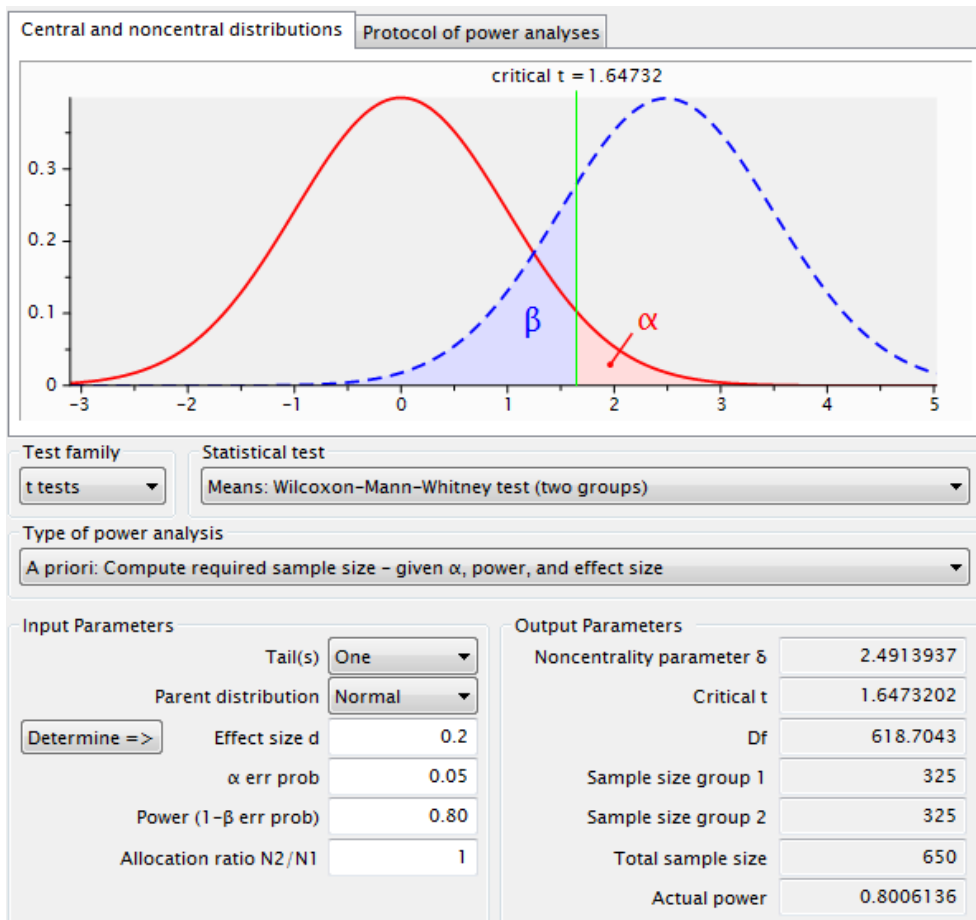 Central and noncentral distributions
Protocol of power analyses
critical t = 1.64732
0.3
0.2
0.1
0
β
α
-3 -2 -1 0 1 2 3 4 5
Test family
Statistical test
t tests
Means: Wilcoxon-Mann-Whitney test (two groups)
Type of power analysis
A priori: Compute required sample size – given α, power, and effect size
Input Parameters
Tail(s) One
Parent distribution Normal
Determine => Effect size d 0.2
α err prob 0.05
Power (1-β err prob) 0.80
Allocation ratio N2/N1 1
Output Parameters
Noncentrality parameter δ 2.4913937
Critical t 1.6473202
Df 618.7043
Sample size group 1 325
Sample size group 2 325
Total sample size 650
Actual power 0.8006136